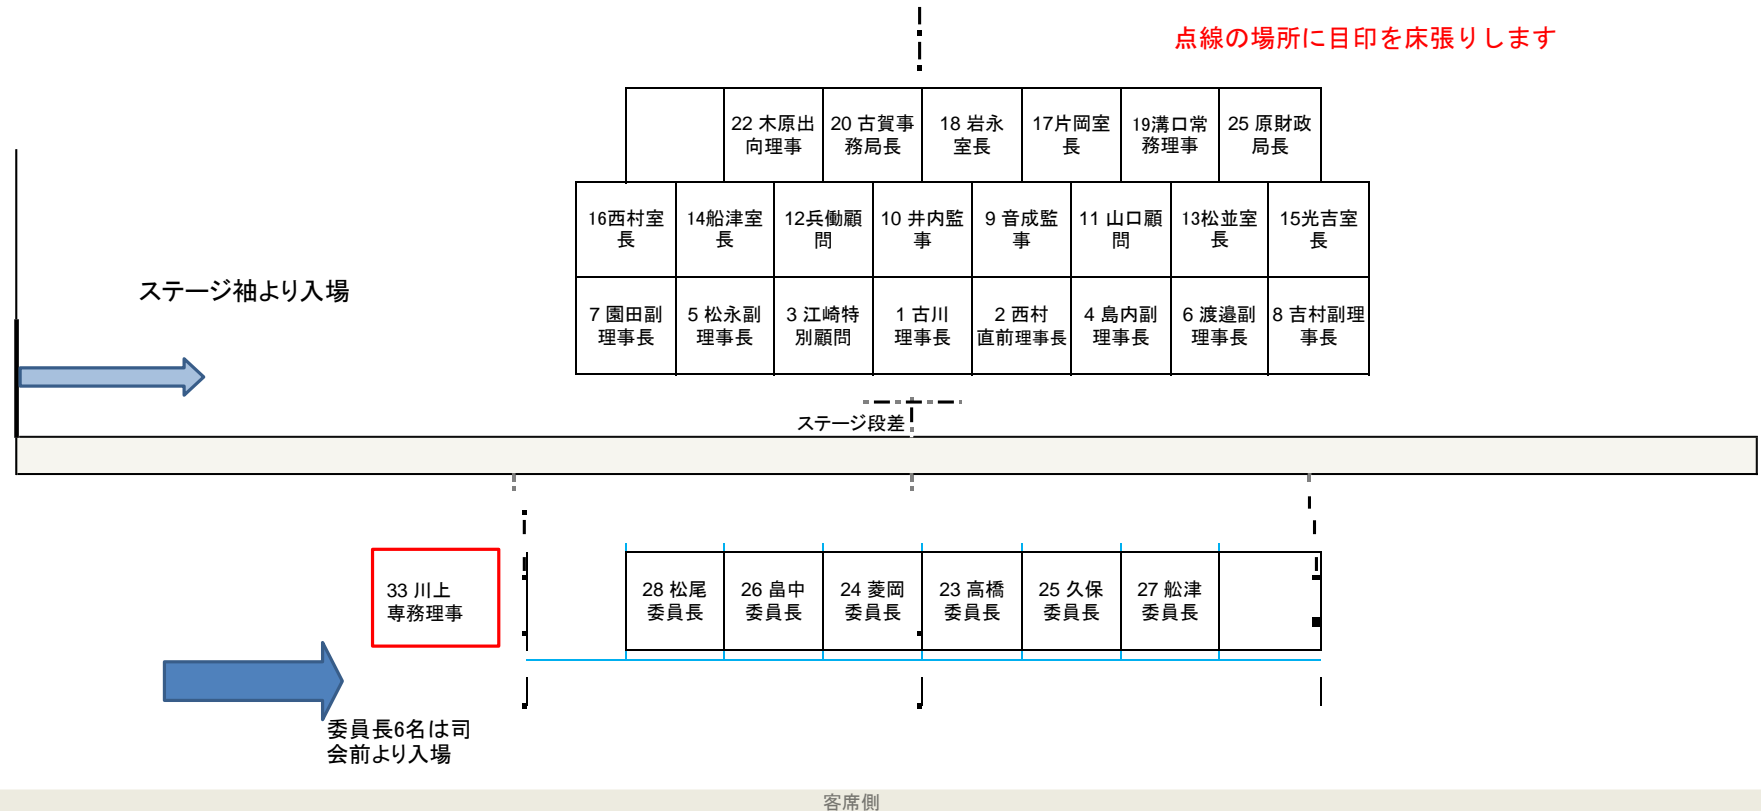 点線の場所に目印を床張りします
22 木原出
向理事
20 古賀事
務局長
18 岩永
室長
17片岡室
長
19溝口常
務理事
25 原財政
局長
16西村室
長
14船津室
長
12兵働顧
問
10 井内監
事
9 音成監
事
11 山口顧
問
13松並室
長
15光吉室
長
ステージ袖より入場
7 園田副
理事長
5 松永副
理事長
3 江崎特
別顧問
1 古川
理事長
2 西村
直前理事長
4 島内副
理事長
6 渡邉副
理事長
8 吉村副理
事長
ステージ段差
33 川上
専務理事
28 松尾
委員長
26 畠中
委員長
24 菱岡
委員長
23 高橋
委員長
25 久保
委員長
27 舩津
委員長
委員長6名は司
会前より入場
客席側